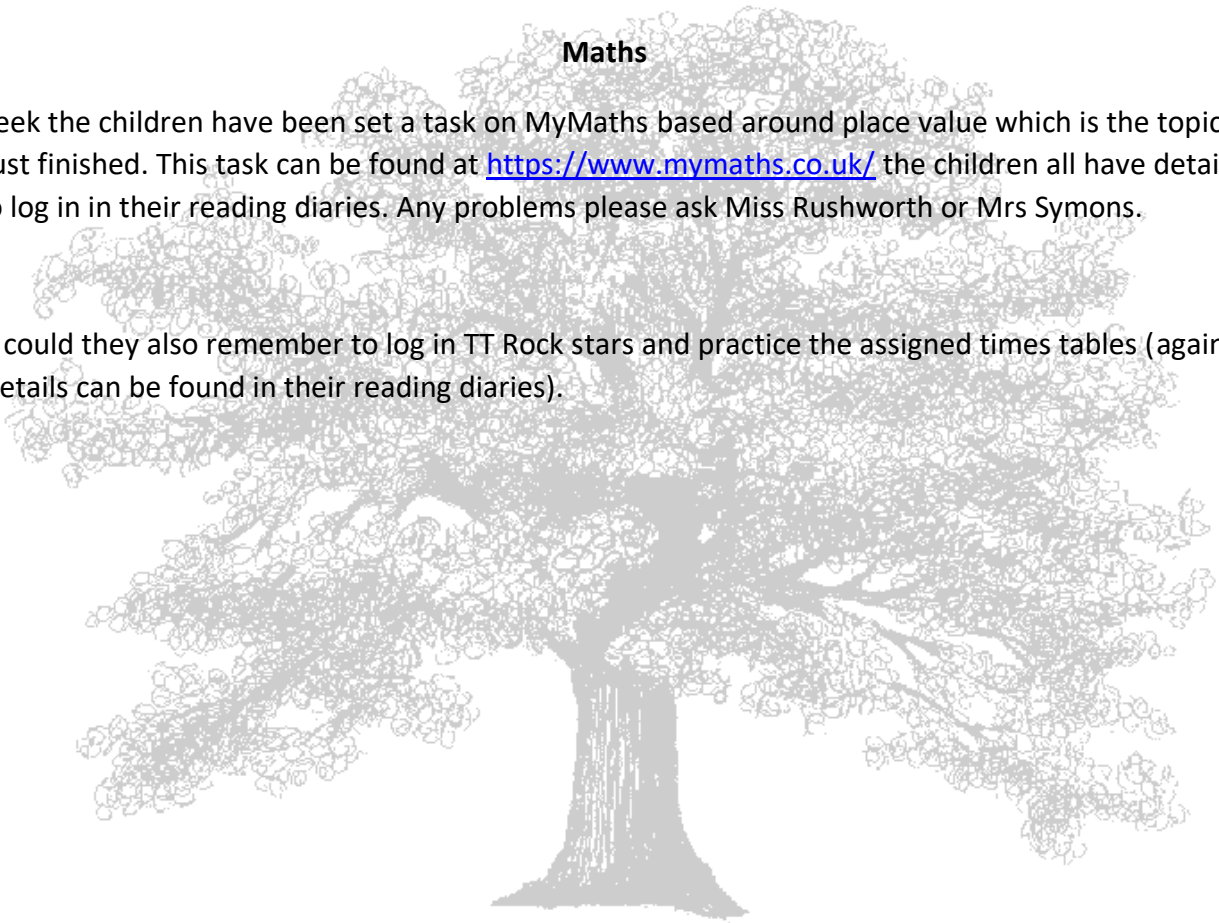 Maths
eek the children have been set a task on MyMaths based around place value which is the topic
ust finished. This task can be found at https://www.mymaths.co.uk/ the children all have detai
o log in in their reading diaries. Any problems please ask Miss Rushworth or Mrs Symons.
could they also remember to log in TT Rock stars and practice the assigned times tables (again
etails can be found in their reading diaries).